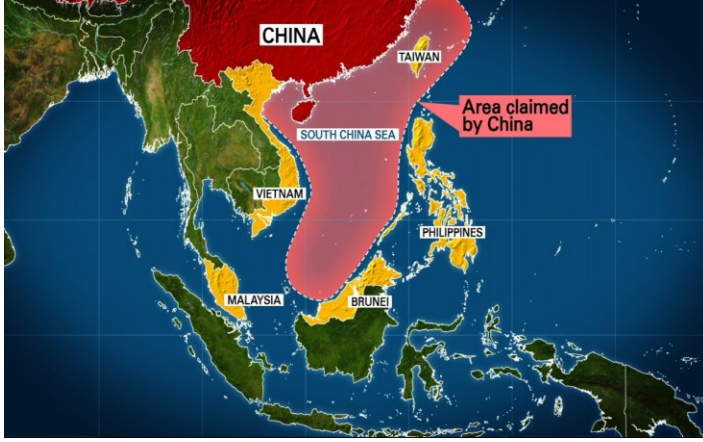 CHINA
TAIWAN
Area claimed
by China
SOUTH CHINA SEA
VIETNAM
PHILIPPINES
MALAYSIA
BRUNEI